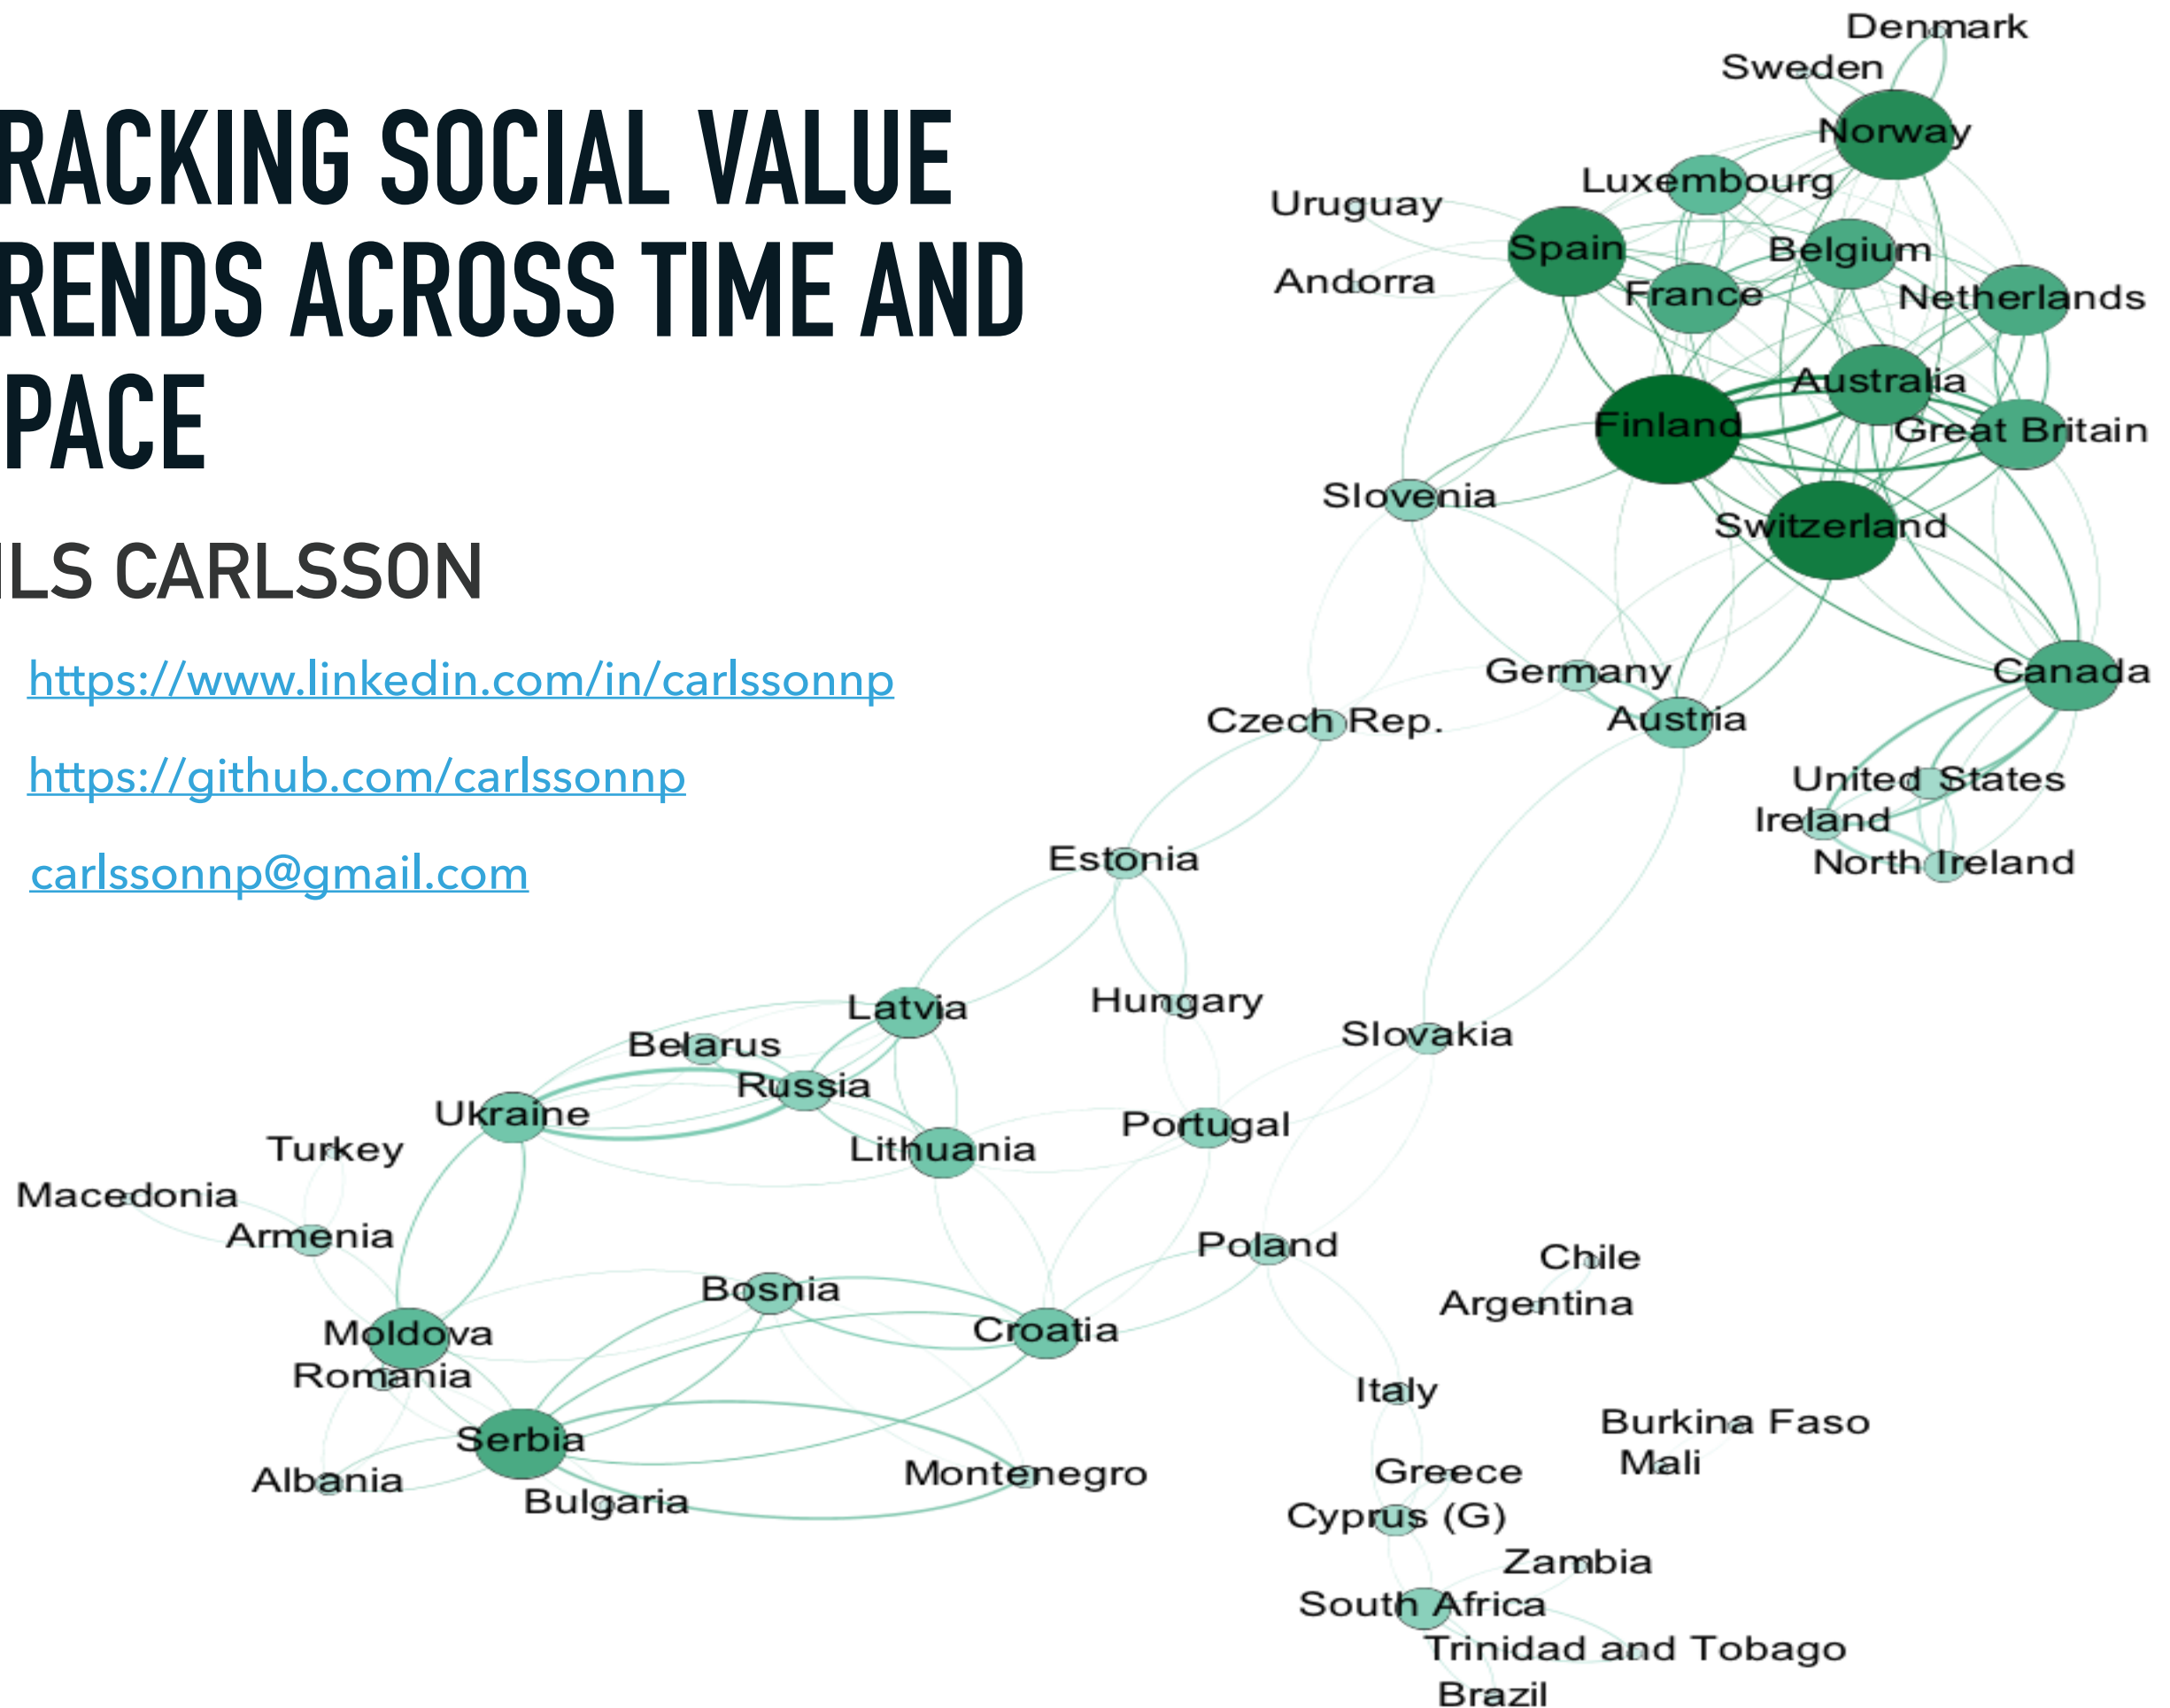 RACKING SOCIAL VALUE
RENDS ACROSS TIME AND
PACE
ILS CARLSSON
https://www.linkedin.com/in/carlssonnp
https://github.com/carlssonnp
carlssonnp@gmail.com
Denmark
Sweden
Norway
Luxembourg
Uruguay
Spain
Belgium
Andorra
France
Netherlands
Australia
Finland
Great Britain
Slovenia
Switzerland
Germany
Canada
Czech Rep.
Austria
United States
Ireland
Estonia
North Ireland
Latvia
Hungary
Belarus
Slovakia
Russia
Ukraine
Portugal
Turkey
Lithuania
Macedonia
Armenia
Poland
Chile
Bosnia
Argentina
Moldova
Croatia
Romania
Italy
Burkina Faso
Serbia
Mali
Albania
Montenegro
Greece
Bulgaria
Cyprus (G)
Zambia
South Africa
Trinidad and Tobago
Brazil